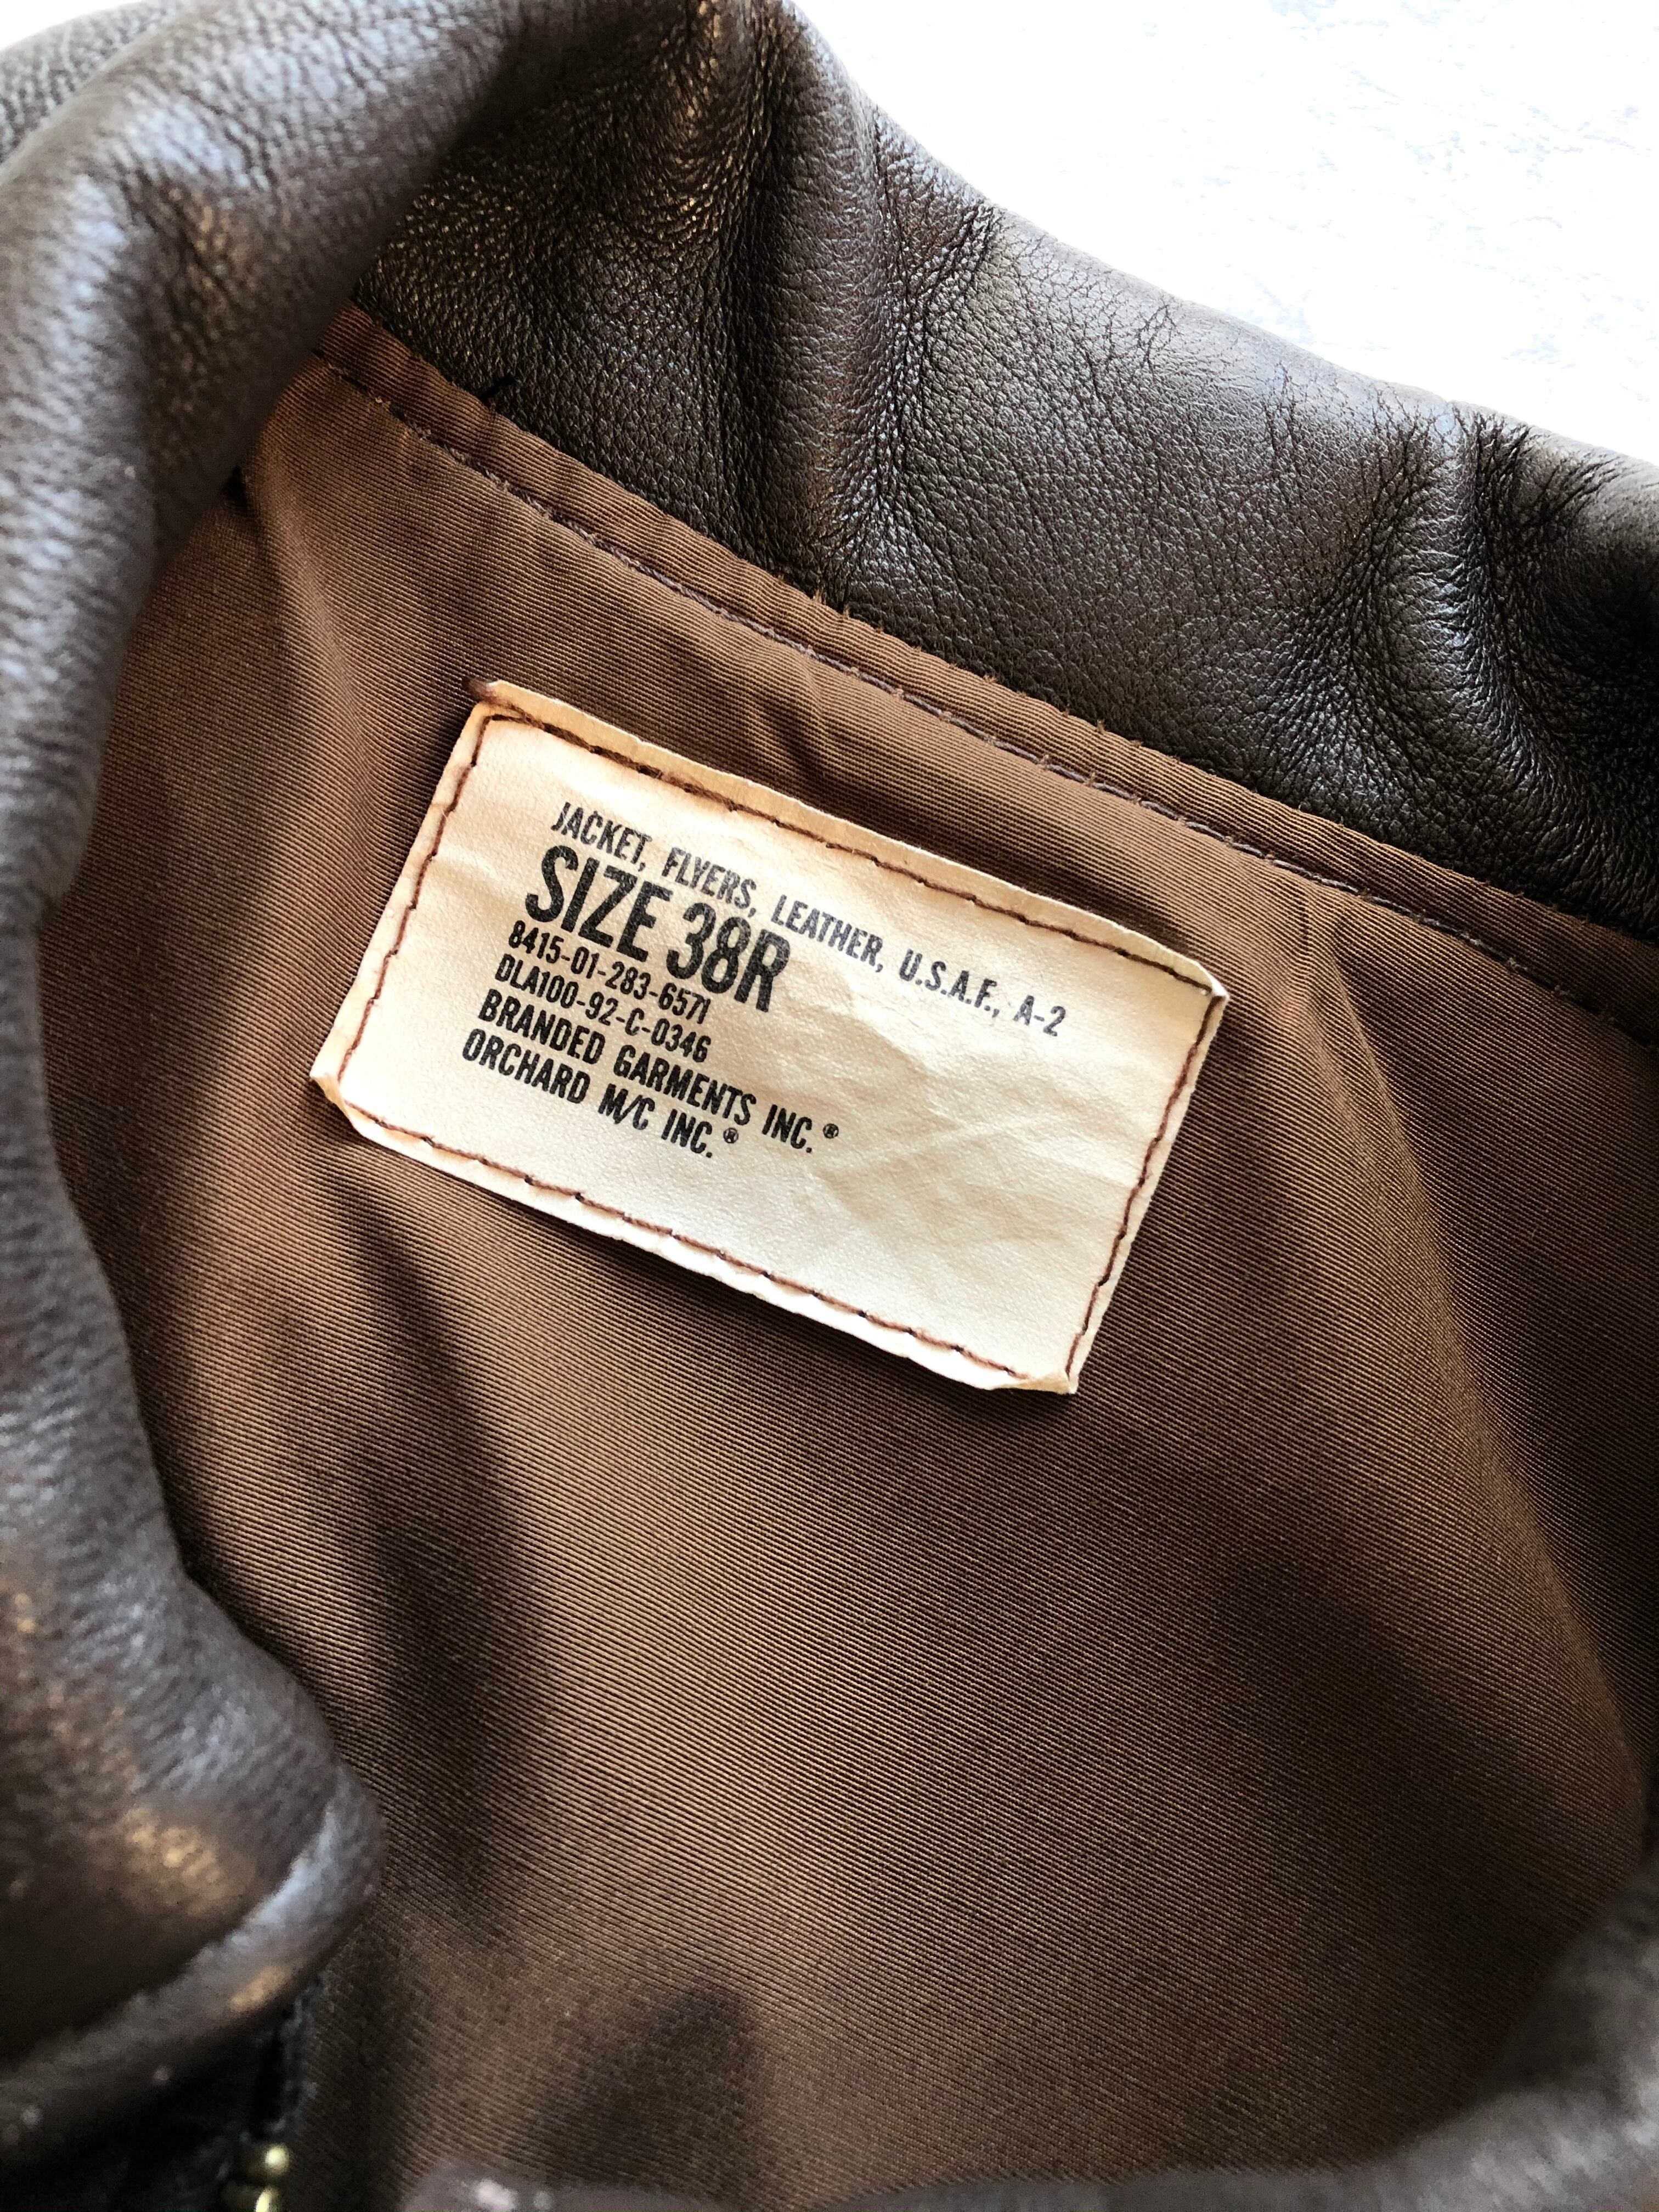 JACKET, FLYERS, LEATHER, U.S.A.F., A-2
SIZE 38R
8415-01-283-6571
DLA100-92-C-0346
BRANDED GARMENTS INC.®
ORCHARD M/C INC.®